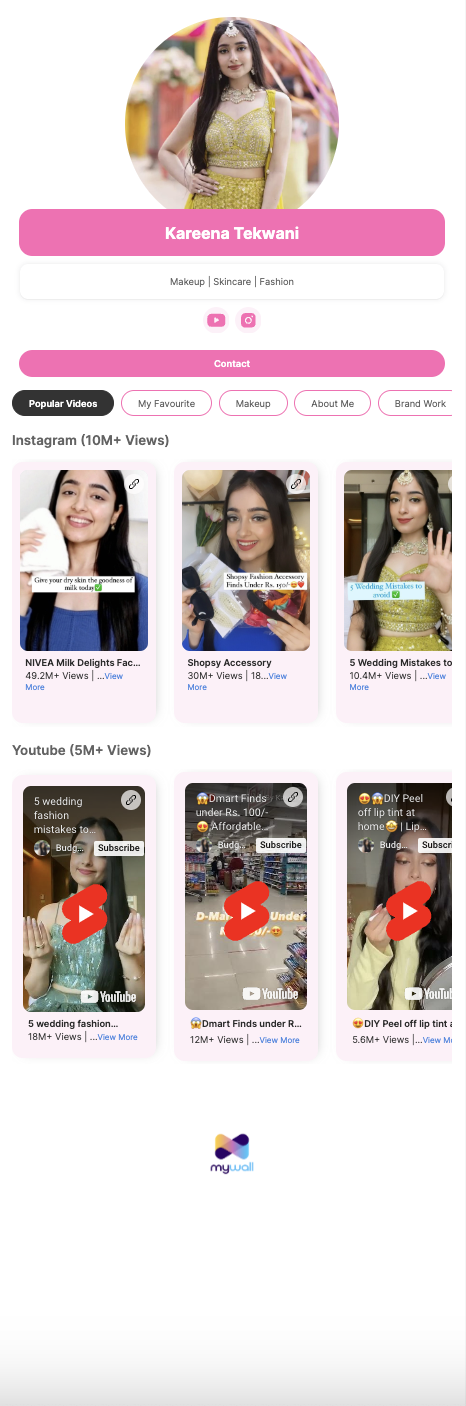 Kareena Tekwani
Makeup | Skincare | Fashion
Contact
Popular Videos
My Favourite
Makeup
About Me
Brand Work
Instagram (10M+ Views)
Give your dry skin the goodness of
milk today✅
Shopsy Fashion Accessory
Finds Under Rs. 150/-😍❤️
5 Wedding Mistakes to
avoid ✅
NIVEA Milk Delights Fac...
49.2M+ Views | ...View
More
Shopsy Accessory
30M+ Views | 18...View
More
5 Wedding Mistakes to
10.4M+ Views | ...View
More
Youtube (5M+ Views)
5 wedding
fashion
mistakes to...
Budg...
Subscribe
YouTube
😱Dmart Finds
under Rs. 100/-
😍Affordable...
Budg...
Subscribe
D-Ma Under
/-😍
YouTube
😍😱DIY Peel
off lip tint at
home🤩 | Lip...
Budg...
Subscr
YouTu
5 wedding fashion...
18M+ Views | ...View More
😱Dmart Finds under R...
12M+ Views | ...View More
😍DIY Peel off lip tint a
5.6M+ Views |...View Mo
mywall